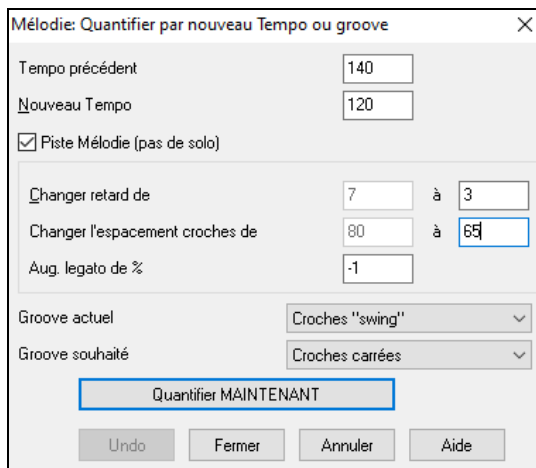 Mélodie: Quantifier par nouveau Tempo ou groove
Tempo précédent 140
Nouveau Tempo 120
Piste Mélodie (pas de solo)
Changer retard de 7 à 3
Changer l'espacement croches de 80 à 65
Aug. legato de % -1
Groove actuel Croches "swing"
Groove souhaité Croches carrées
Quantifier MAINTENANT
Undo Fermer Annuler Aide